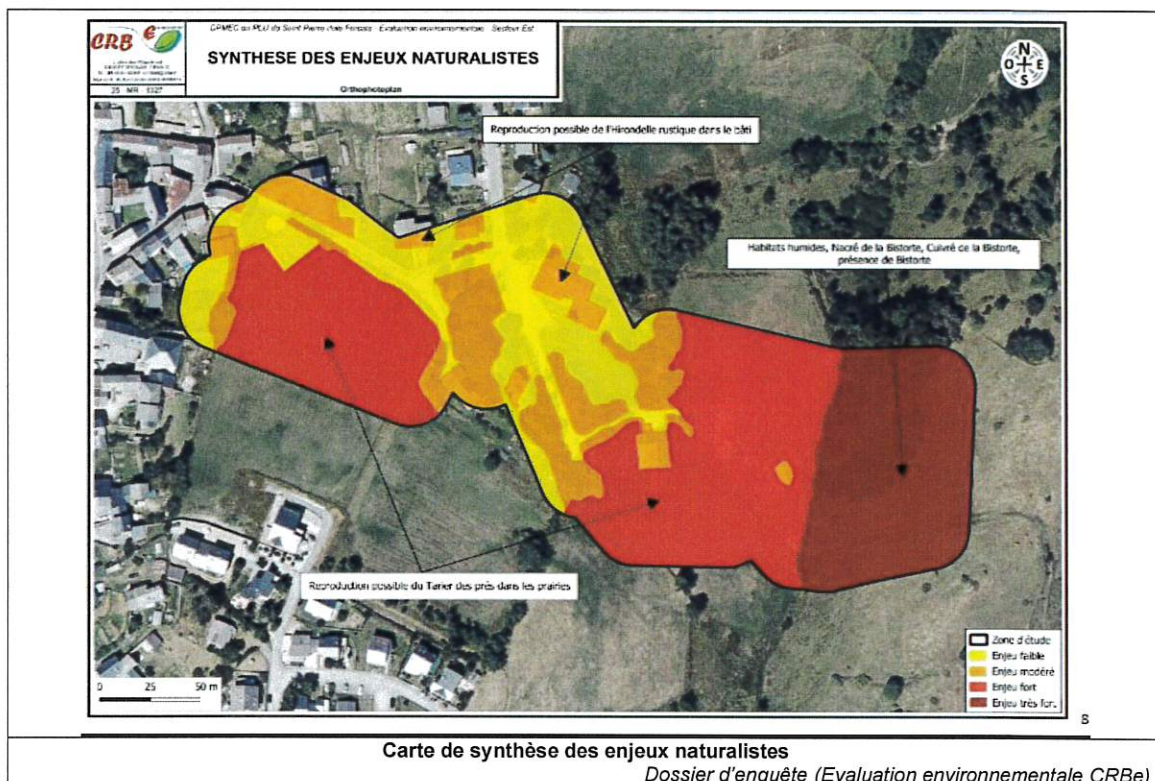 CRB e
SYNTHESE DES ENJEUX NATURALISTES
Orthophotoplan
N
O E
S
Reproduction possible de l'Hirondelle rustique dans le bâti
Habitats humides, Nacré de la Bistorte, Cuivré de la Bistorte,
présence de Bistorte
Reproduction possible du Tarier des prés dans les prairies
0 25 50 m
Zone d'étude
Enjeu faible
Enjeu modéré
Enjeu fort
Enjeu très fort
8
Carte de synthèse des enjeux naturalistes
Dossier d'enquête (Evaluation environnementale CRBe)